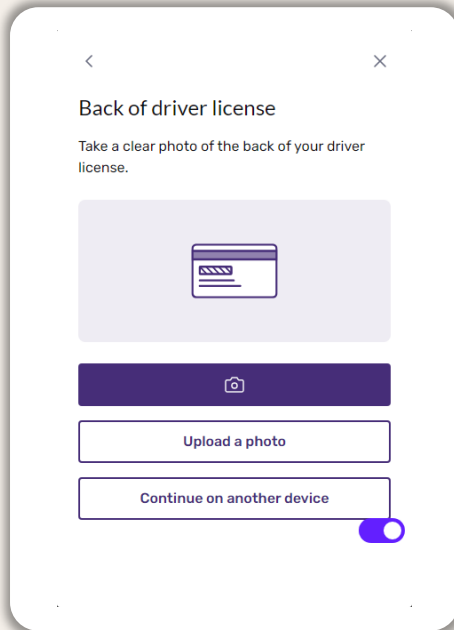 Back of driver license
Take a clear photo of the back of your driver
license.
Upload a photo
Continue on another device